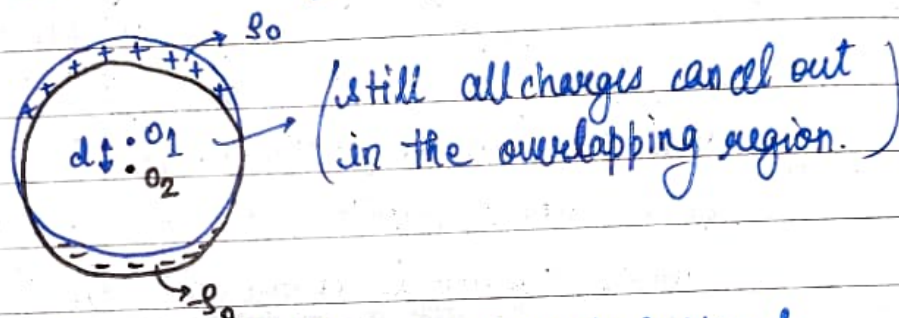 ρ0
+ + + + + + + +
(still all charges cancel out
in the overlapping region.)
d↕ • O1
• O2
- - - - - - -
-ρ0